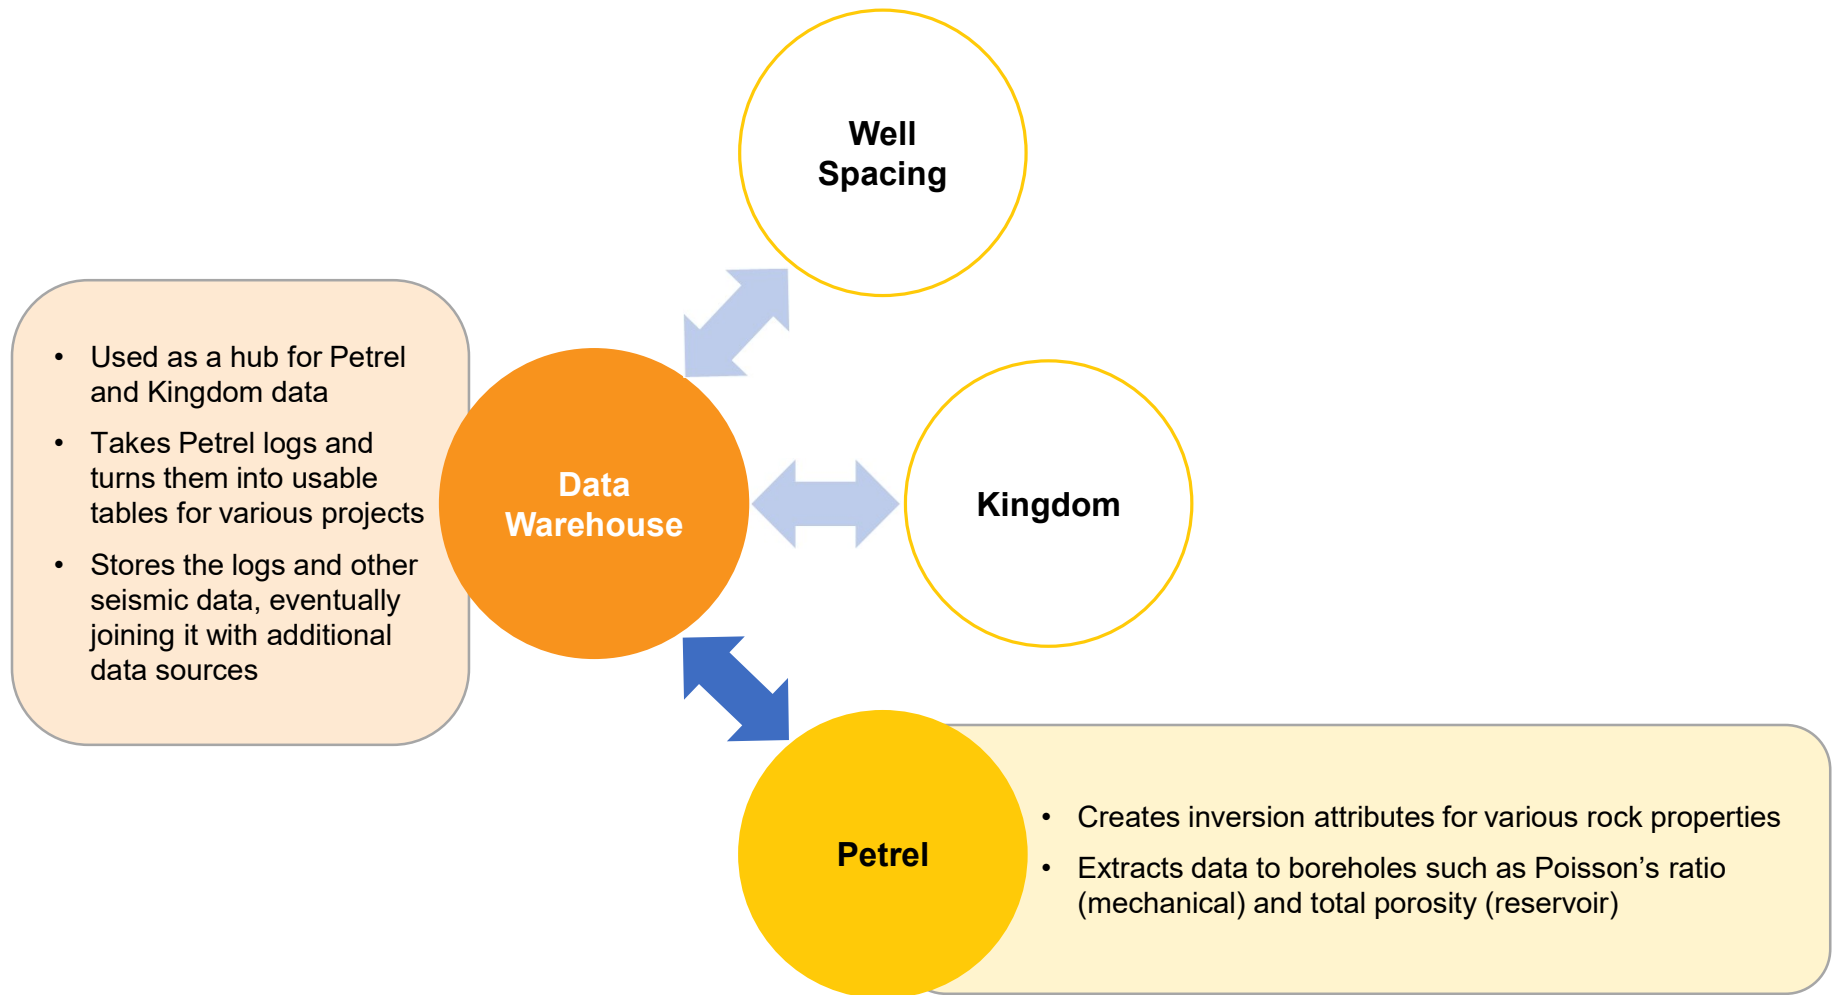 Well
Spacing
• Used as a hub for Petrel
and Kingdom data
• Takes Petrel logs and
turns them into usable
tables for various projects
• Stores the logs and other
seismic data, eventually
joining it with additional
data sources
Data
Warehouse
Kingdom
Petrel
• Creates inversion attributes for various rock properties
• Extracts data to boreholes such as Poisson’s ratio
(mechanical) and total porosity (reservoir)